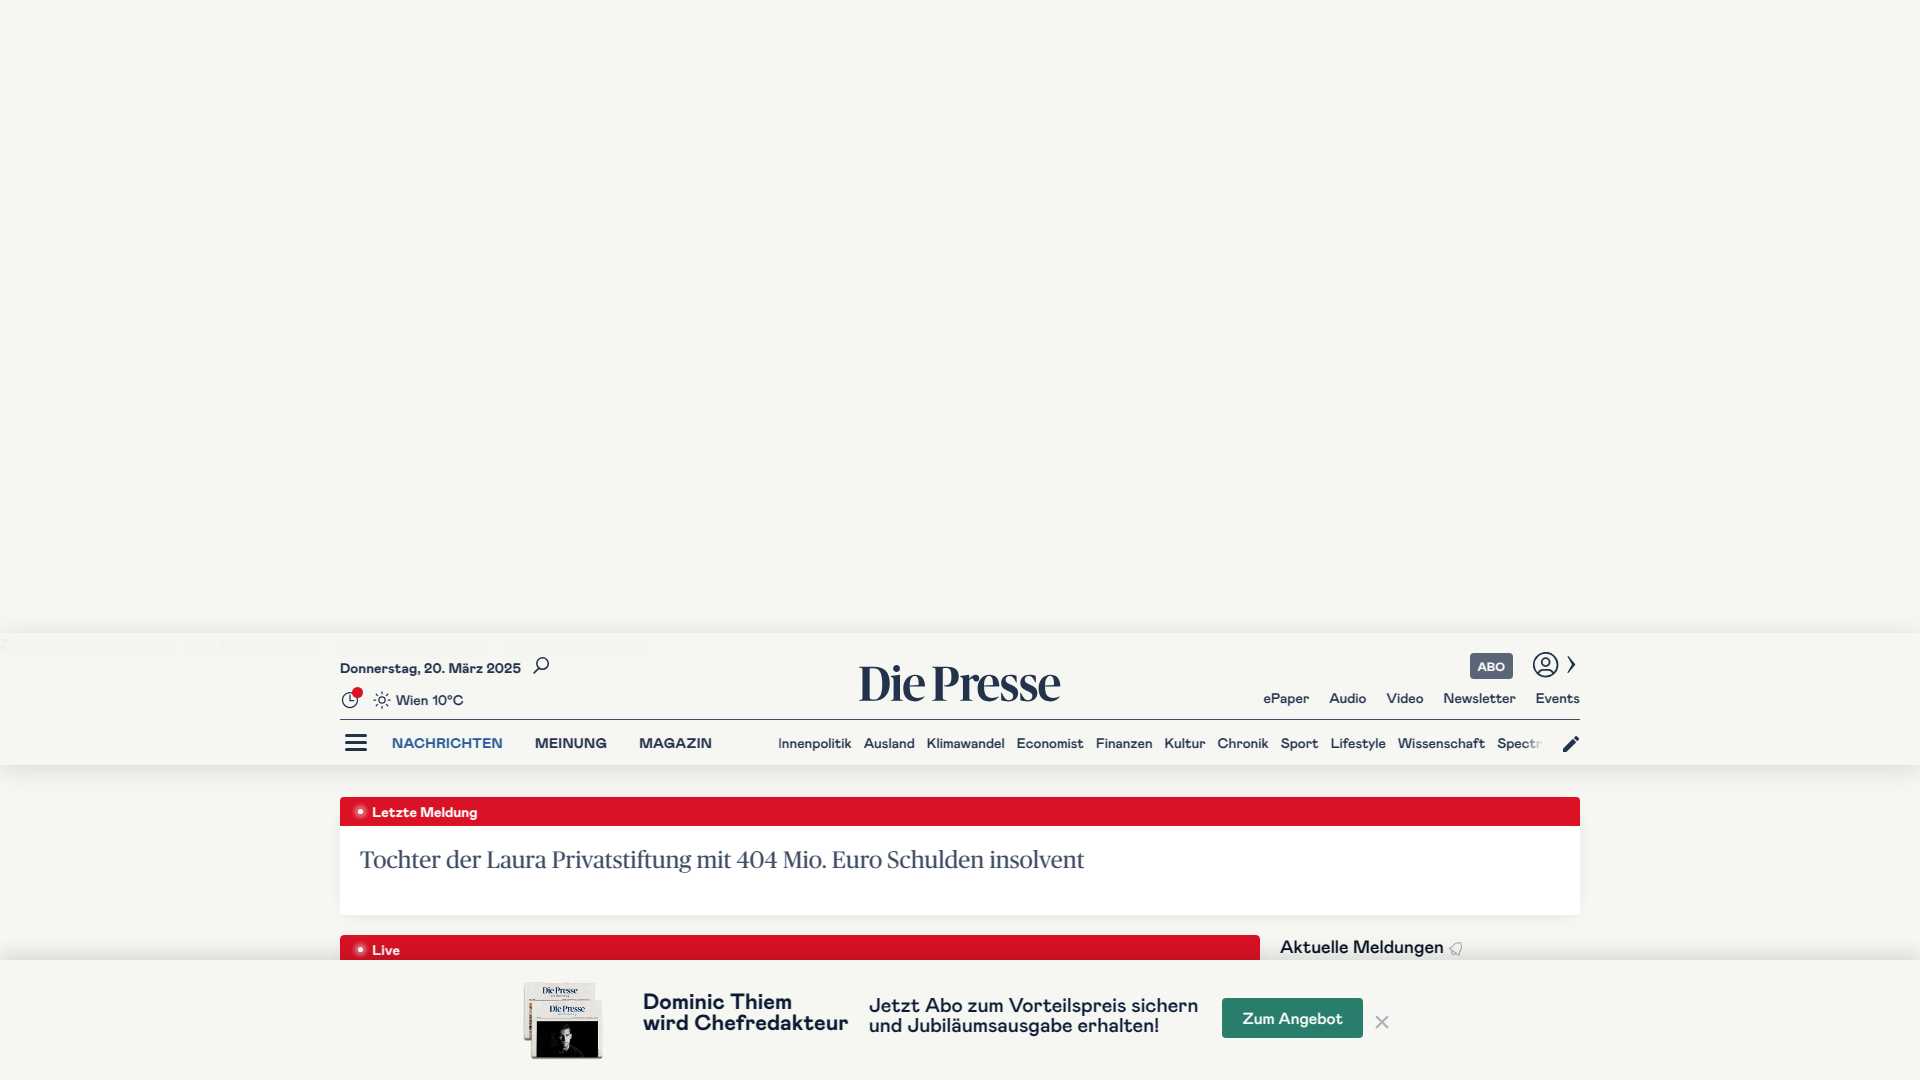 Donnerstag, 20. März 2025
Wien 10°C
Die Presse
ABO
ePaper Audio Video Newsletter Events
NACHRICHTEN MEINUNG MAGAZIN
Innenpolitik Ausland Klimawandel Economist Finanzen Kultur Chronik Sport Lifestyle Wissenschaft Spectr
Letzte Meldung
Tochter der Laura Privatstiftung mit 404 Mio. Euro Schulden insolvent
Live
Aktuelle Meldungen
Die Presse
Die Presse
Dominic Thiem
wird Chefredakteur
Jetzt Abo zum Vorteilspreis sichern
und Jubiläumsausgabe erhalten!
Zum Angebot